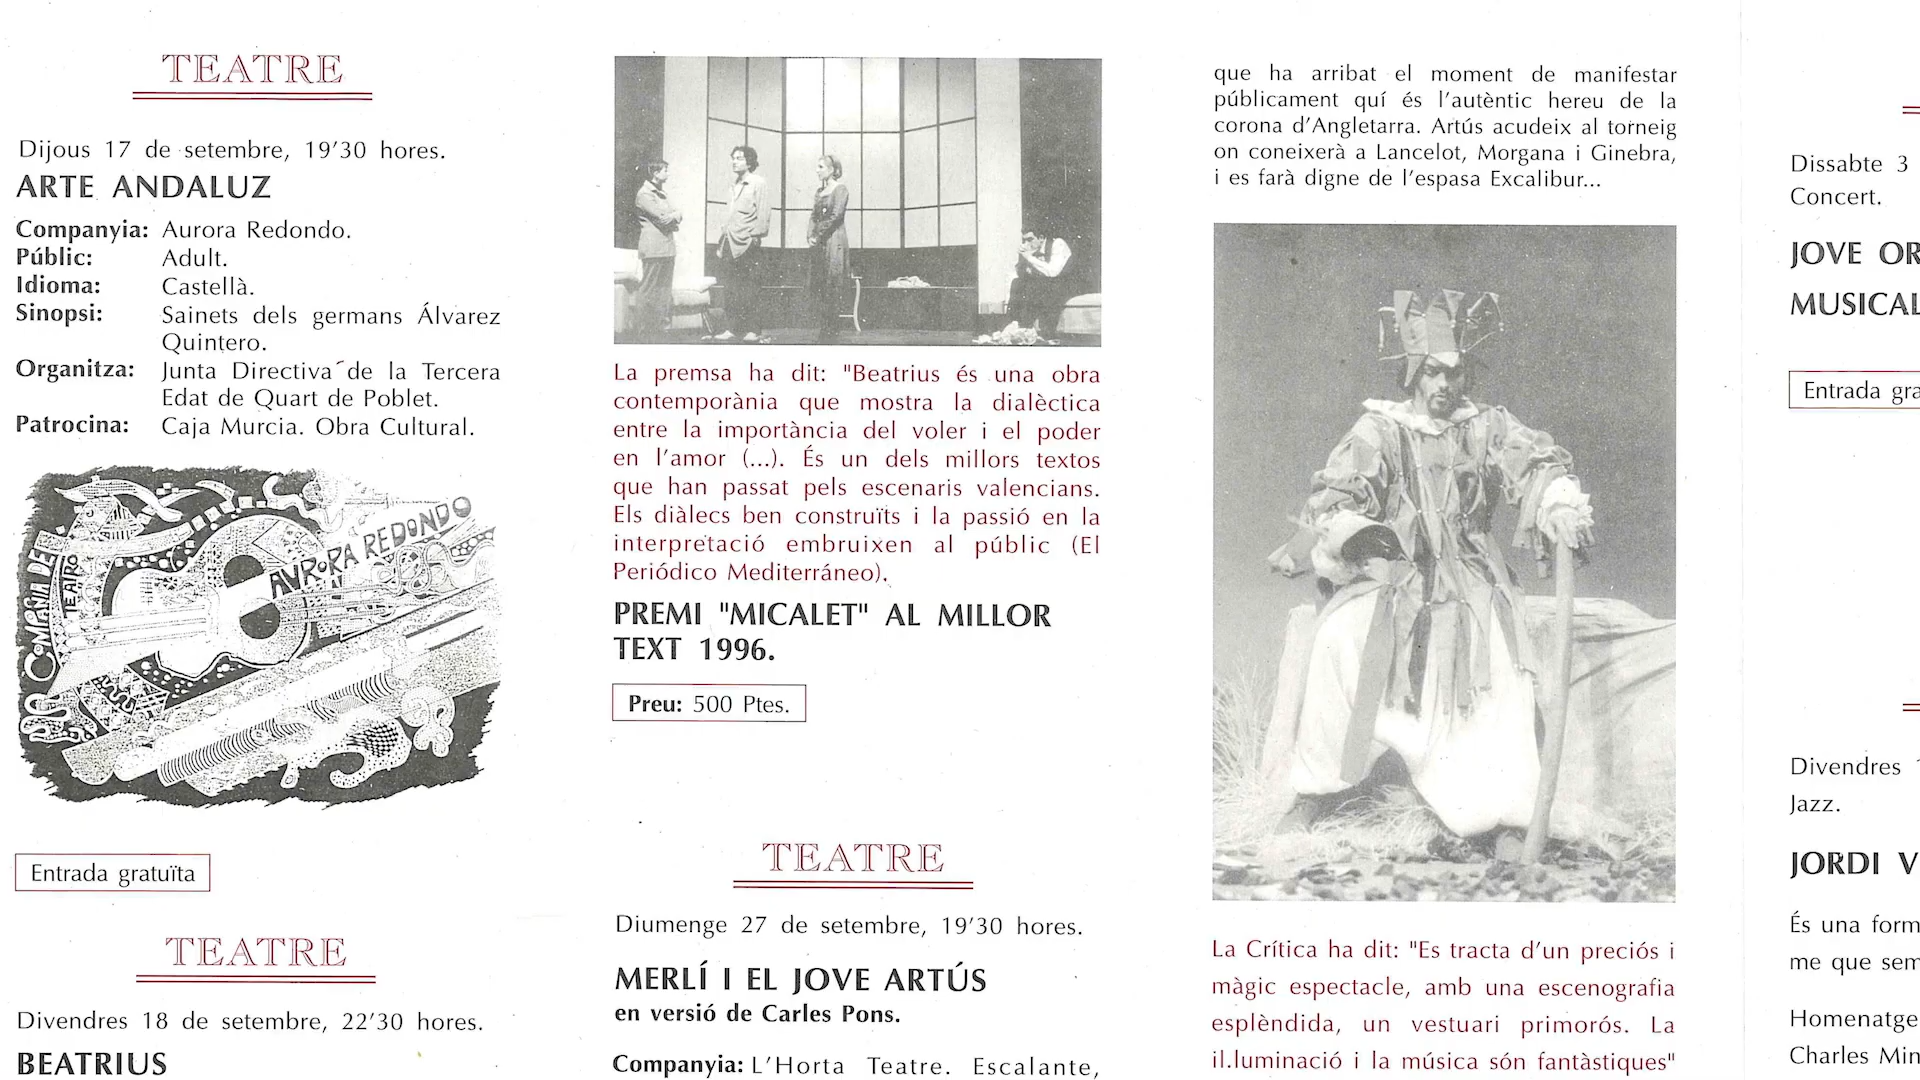 TEATRE
Dijous 17 de setembre, 19'30 hores.
ARTE ANDALUZ
Companyia: Aurora Redondo.
Públic: Adult.
Idioma: Castellà.
Sinopsi: Sainets dels germans Álvarez
Quintero.
Organitza: Junta Directiva de la Tercera
Edat de Quart de Poblet.
Patrocina: Caja Murcia. Obra Cultural.
COMPAÑIA DE
TEATRO
AURORA REDONDO
Entrada gratuïta
TEATRE
Divendres 18 de setembre, 22'30 hores.
BEATRIUS
La premsa ha dit: "Beatrius és una obra
contemporània que mostra la dialèctica
entre la importància del voler i el poder
en l'amor (...). És un dels millors textos
que han passat pels escenaris valencians.
Els diàlecs ben construïts i la passió en la
interpretació embruixen al públic (El
Periódico Mediterráneo).
PREMI "MICALET" AL MILLOR
TEXT 1996.
Preu: 500 Ptes.
TEATRE
Diumenge 27 de setembre, 19'30 hores.
MERLÍ I EL JOVE ARTÚS
en versió de Carles Pons.
Companyia: L'Horta Teatre. Escalante,
que ha arribat el moment de manifestar
públicament quí és l'autèntic hereu de la
corona d'Angletarra. Artús acudeix al torneig
on coneixerà a Lancelot, Morgana i Ginebra,
i es farà digne de l'espasa Excalibur...
La Crítica ha dit: "Es tracta d'un preciós i
màgic espectacle, amb una escenografia
esplèndida, un vestuari primorós. La
il.luminació i la música són fantàstiques"
Dissabte 3
Concert.
JOVE OR
MUSICAL
Entrada gra
Divendres
Jazz.
JORDI V
És una form
me que sem
Homenatge
Charles Min